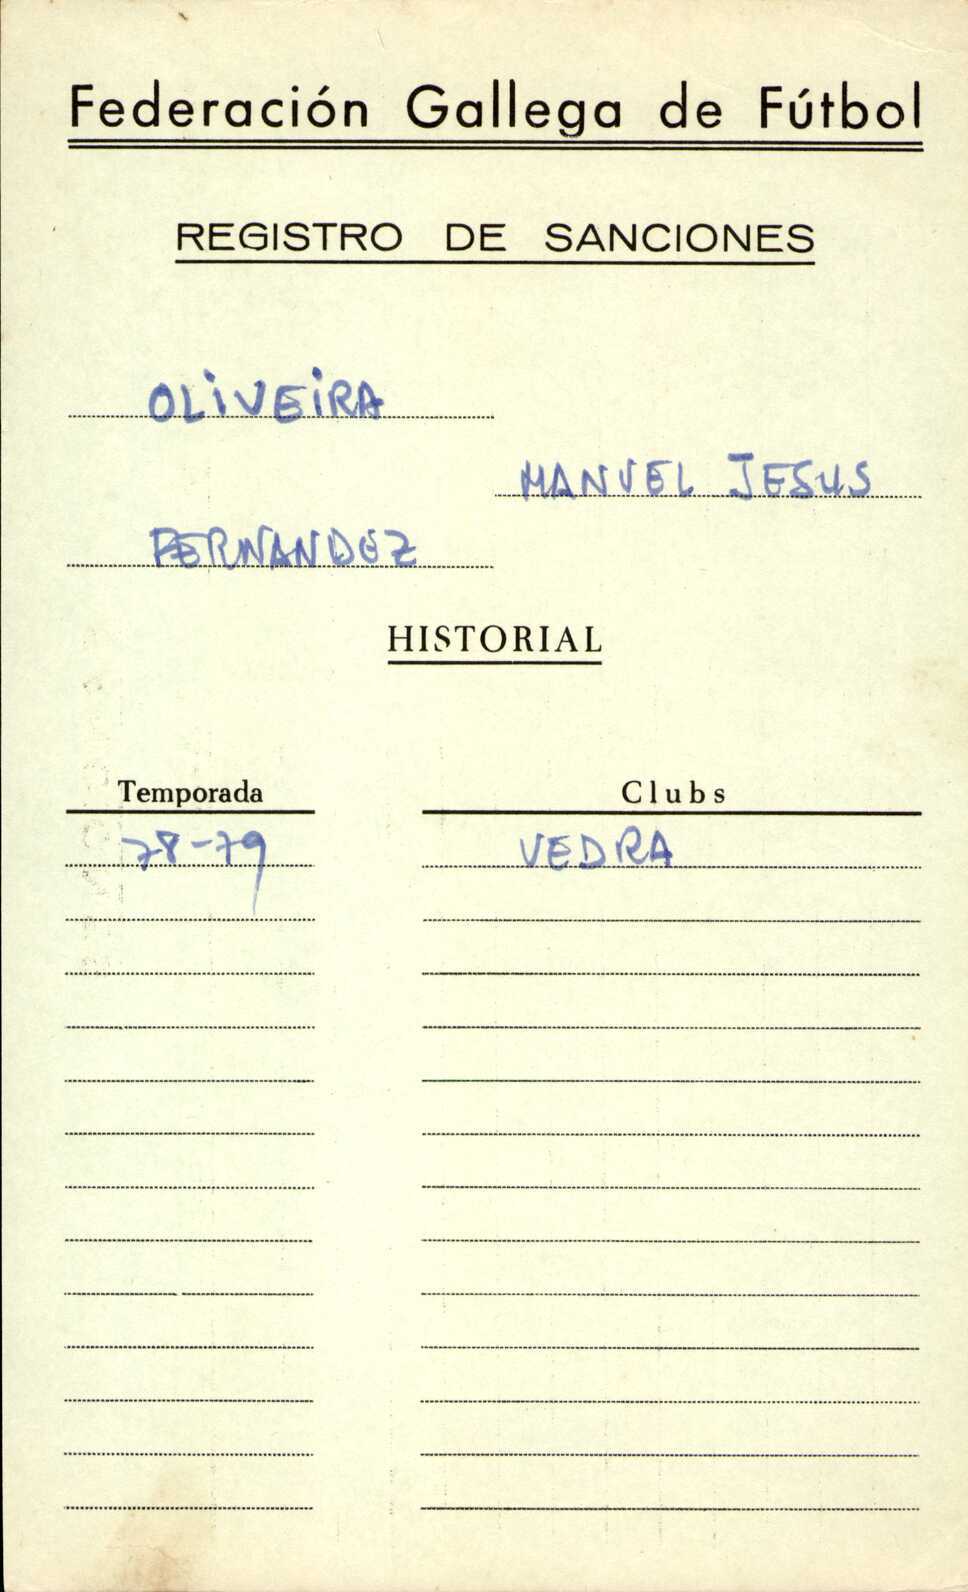 Federación Gallega de Fútbol
REGISTRO DE SANCIONES
OLIVEIRA
MANUEL JESUS
FERNANDEZ
HISTORIAL
Temporada Clubs
78-79 VEDRA